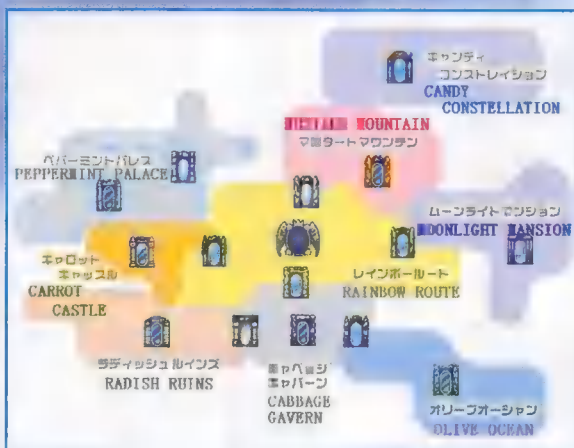 キャンディ
コンストレイション
CANDY
CONSTELLATION
MOUNTAIN
マスタードマウンテン
ペパーミントパレス
PEPPERMINT PALACE
ムーンライトマンション
MOONLIGHT MANSION
キャロット
キャッスル
CARROT
CASTLE
レインボールート
RAINBOW ROUTE
ラディッシュルインズ
RADISH RUINS
キャベツ
キャバーン
CABBAGE
GAVERN
オリーブオーシャン
OLIVE OCEAN